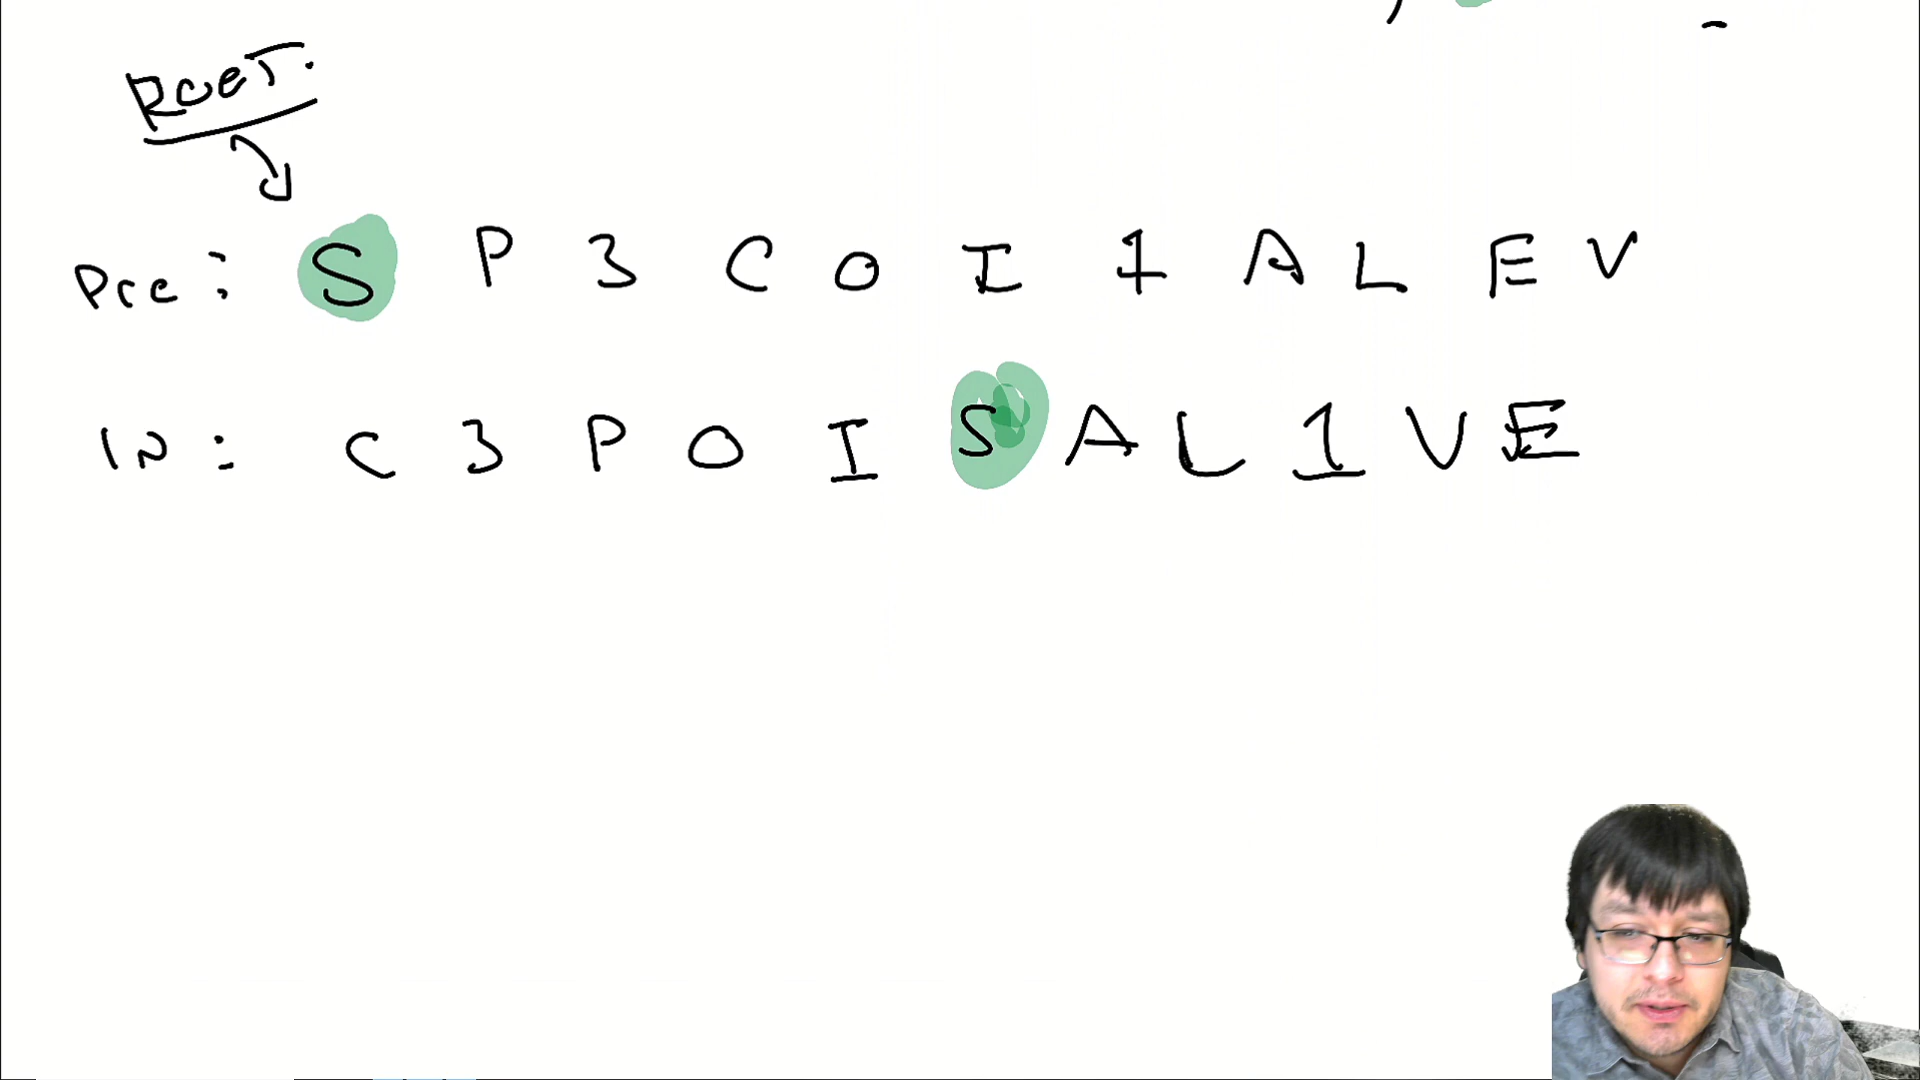 ROOT.
Pre: S P 3 C O I 1 A L E V
IN: C 3 P O I S A L 1 V E